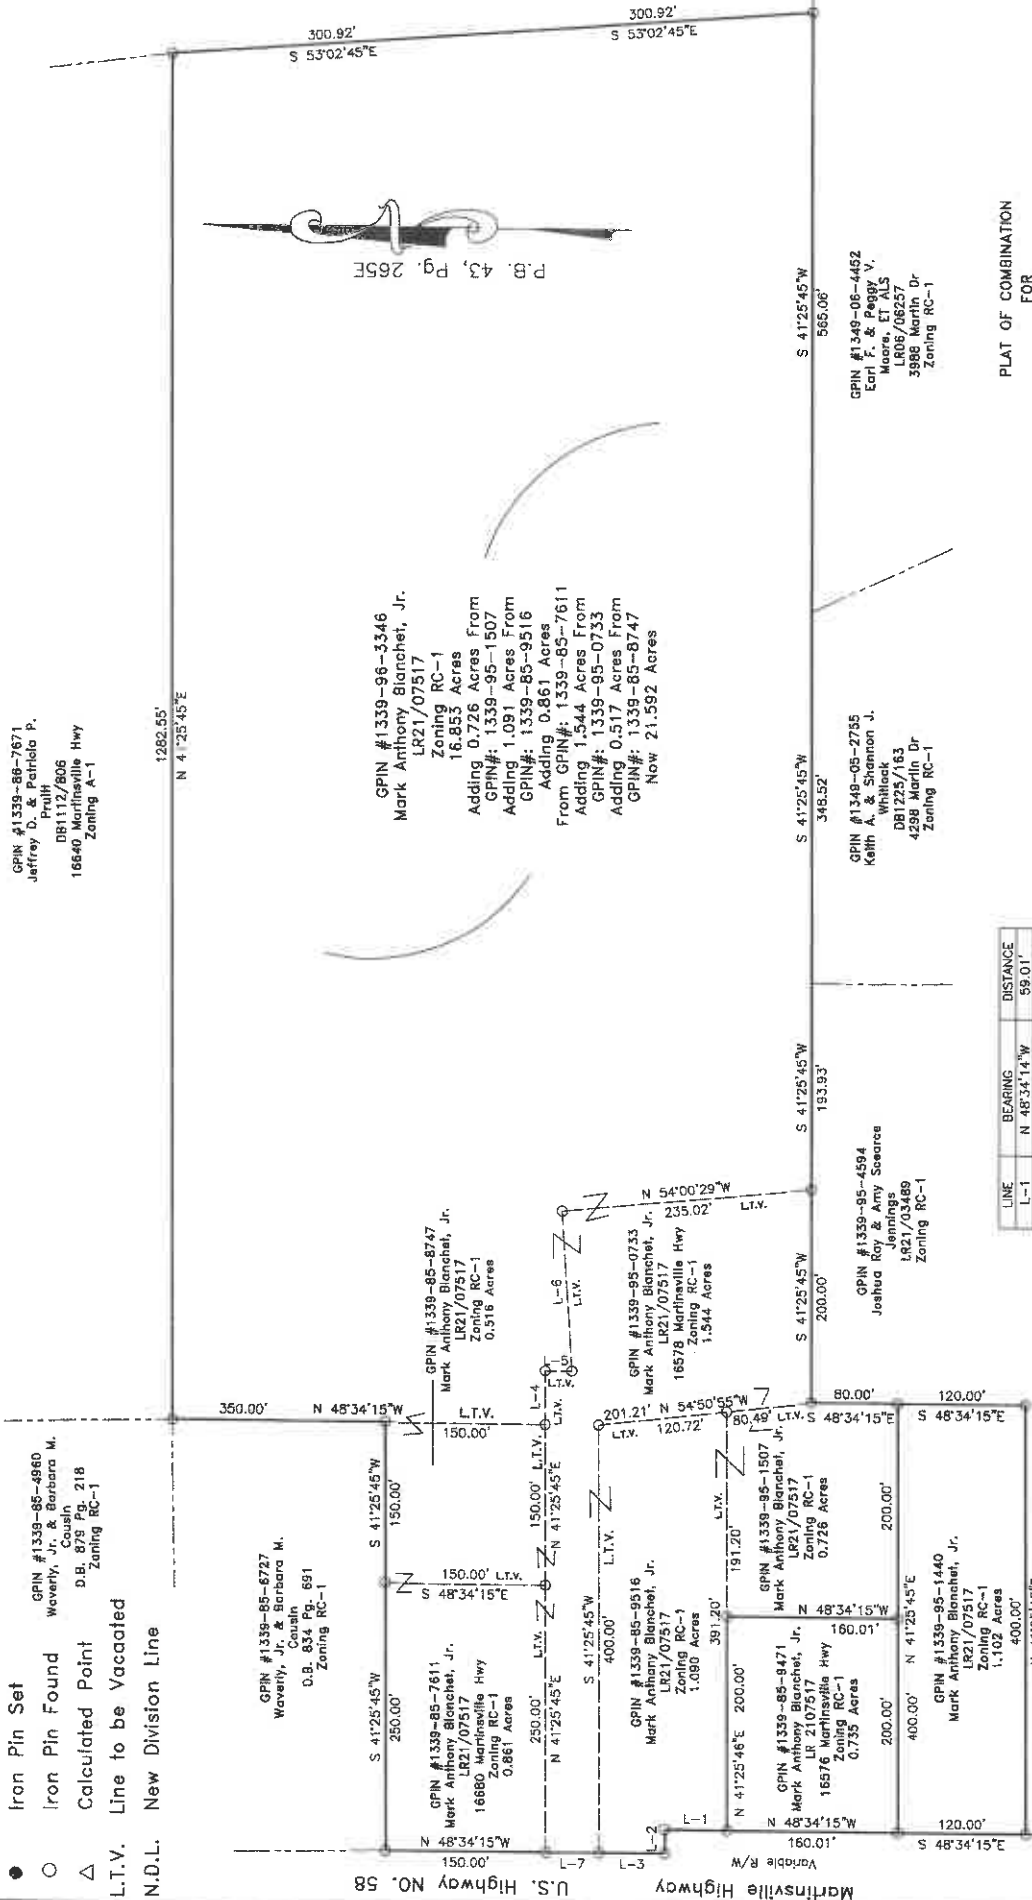 Iron Pin Set
Iron Pin Found
Calculated Point
L.T.V. Line to be Vacated
N.D.L. New Division Line
GPIN #1339-85-4960
Waverly, Jr. & Barbara M.
Cousin
D.B. 879 Pg. 218
Zoning RC-1
GPIN #1339-86-7671
Jeffrey D. & Patricia P.
Pruitt
DB1112/806
16640 Martinsville Hwy
Zoning A-1
1282.55'
N 41°25'45"E
300.92'
S 53°02'45"E
300.92'
S 53°02'45"E
P.B. 43, Pg. 265E
350.00'
N 48°34'15"W
GPIN #1339-85-6727
Waverly, Jr. & Barbara M.
Cousin
D.B. 834 Pg. 691
Zoning RC-1
S 41°25'45"W
250.00'
S 41°25'45"W
150.00'
GPIN #1339-96-3346
Mark Anthony Blanchet, Jr.
LR21/07517
Zoning RC-1
16.853 Acres
Adding 0.726 Acres From
GPIN#: 1339-95-1507
Adding 1.091 Acres From
GPIN#: 1339-85-9516
Adding 0.861 Acres
From GPIN#: 1339-85-7611
Adding 1.544 Acres From
GPIN#: 1339-95-0733
Adding 0.517 Acres From
GPIN#: 1339-85-8747
Now 21.592 Acres
GPIN #1339-85-8747
Mark Anthony Blanchet, Jr.
LR21/07517
Zoning RC-1
0.516 Acres
L.T.V.
150.00'
150.00' L.T.V.
S 48°34'15"E
GPIN #1339-85-7611
Mark Anthony Blanchet, Jr.
LR21/07517
16680 Martinsville Hwy
Zoning RC-1
0.861 Acres
N 48°34'15"W
150.00'
U.S. Highway NO. 58
250.00' L.T.V.
N 41°25'45"E
150.00' L.T.V.
N 41°25'45"E
L-4
L.T.V.
L-5
L.T.V.
L-6
L.T.V.
N 54°00'29"W
235.02'
L.T.V.
GPIN #1339-95-0733
Mark Anthony Blanchet, Jr.
LR21/07517
16578 Martinsville Hwy
Zoning RC-1
1.544 Acres
L-7
L-3
L-2
L-1
S 41°25'45"W
400.00'
L.T.V.
201.21' N 54°50'55"W
L.T.V. 120.72'
80.49' L.T.V.
GPIN #1339-85-9516
Mark Anthony Blanchet, Jr.
LR21/07517
Zoning RC-1
1.090 Acres
391.20'
191.20'
L.T.V.
N 41°25'46"E 200.00'
GPIN #1339-95-1507
Mark Anthony Blanchet, Jr.
LR21/07517
Zoning RC-1
0.726 Acres
N 48°34'15"W
160.01'
GPIN #1339-85-9471
Mark Anthony Blanchet, Jr.
LR 2107517
16576 Martinsville Hwy
Zoning RC-1
0.735 Acres
N 48°34'15"W
160.01'
Variable R/W
Martinsville Highway
200.00'
200.00'
400.00' N 41°25'45"E
80.00'
S 48°34'15"E
120.00'
S 48°34'15"E
120.00'
S 48°34'15"E
GPIN #1339-95-1440
Mark Anthony Blanchet, Jr.
LR21/07517
Zoning RC-1
1.102 Acres
400.00'
S 41°25'45"W
200.00'
S 41°25'45"W
193.93'
S 41°25'45"W
348.52'
S 41°25'45"W
565.06'
GPIN #1339-95-4594
Joshua Ray & Amy Scearce
Jennings
LR21/03489
Zoning RC-1
GPIN #1349-05-2755
Keith A. & Shannon J.
Whitlock
DB1225/163
4298 Martin Dr
Zoning RC-1
GPIN #1349-06-4452
Earl F. & Peggy V.
Moore, ET ALS
LR06/06257
3988 Martin Dr
Zoning RC-1
LINE BEARING DISTANCE
L-1 N 48°34'14"W 59.01'
PLAT OF COMBINATION
FOR